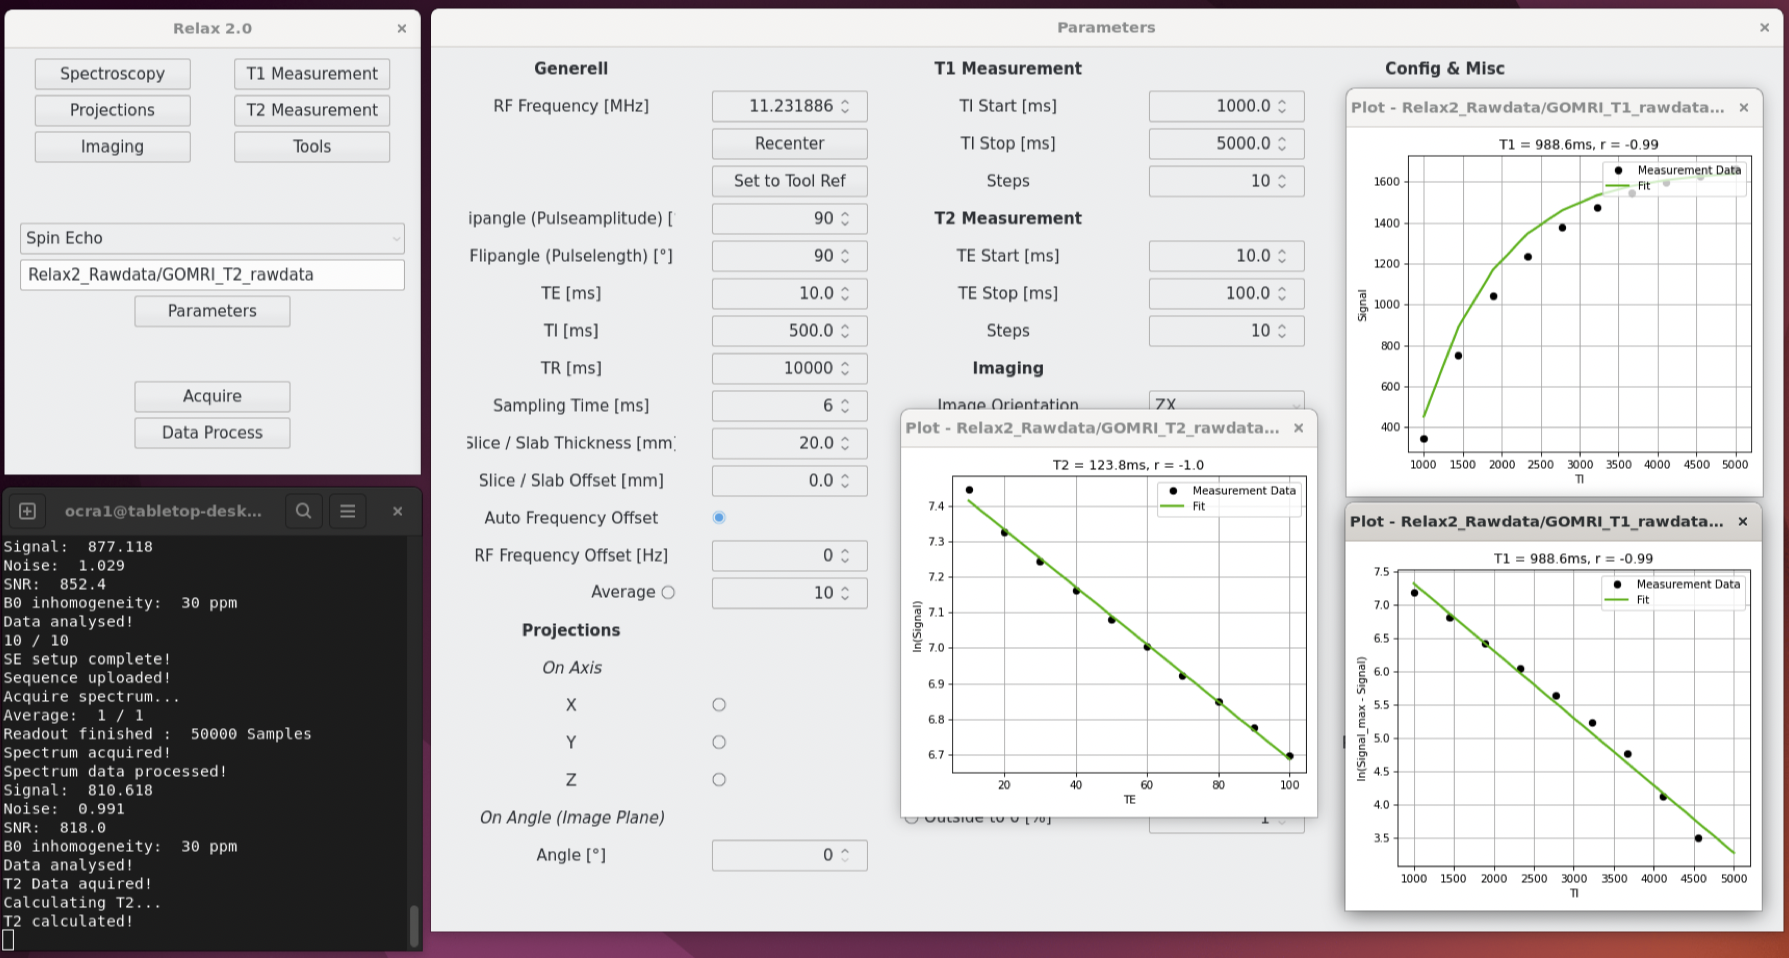 Relax 2.0
Spectroscopy
T1 Measurement
Projections
T2 Measurement
Imaging
Tools
Spin Echo
Relax2_Rawdata/GOMRI_T2_rawdata
Parameters
Acquire
Data Process
ocra1@tabletop-desk...
Signal:  877.118
Noise:  1.029
SNR:  852.4
B0 inhomogeneity:  30 ppm
Data analysed!
10 / 10
SE setup complete!
Sequence uploaded!
Acquire spectrum...
Average:  1 / 1
Readout finished :  50000 Samples
Spectrum acquired!
Spectrum data processed!
Signal:  810.618
Noise:  0.991
SNR:  818.0
B0 inhomogeneity:  30 ppm
Data analysed!
T2 Data aquired!
Calculating T2...
T2 calculated!
Parameters
Generell
RF Frequency [MHz] 11.231886
Recenter
Set to Tool Ref
ipangle (Pulseamplitude) [ 90
Flipangle (Pulselength) [°] 90
TE [ms] 10.0
TI [ms] 500.0
TR [ms] 10000
Sampling Time [ms] 6
Slice / Slab Thickness [mm] 20.0
Slice / Slab Offset [mm] 0.0
Auto Frequency Offset
RF Frequency Offset [Hz] 0
Average 10
Projections
On Axis
X
Y
Z
On Angle (Image Plane)
Angle [°] 0
T1 Measurement
TI Start [ms] 1000.0
TI Stop [ms] 5000.0
Steps 10
T2 Measurement
TE Start [ms] 10.0
TE Stop [ms] 100.0
Steps 10
Imaging
Image Orientation ZX
Outside to 0 [%] 1
Config & Misc
Plot - Relax2_Rawdata/GOMRI_T2_rawdata...
T2 = 123.8ms, r = -1.0
Measurement Data
Fit
7.4
7.3
7.2
7.1
7.0
6.9
6.8
6.7
ln(Signal)
20 40 60 80 100
TE
Plot - Relax2_Rawdata/GOMRI_T1_rawdata...
T1 = 988.6ms, r = -0.99
Measurement Data
Fit
1600
1400
1200
1000
800
600
400
Signal
1000 1500 2000 2500 3000 3500 4000 4500 5000
TI
Plot - Relax2_Rawdata/GOMRI_T1_rawdata...
T1 = 988.6ms, r = -0.99
Measurement Data
Fit
7.5
7.0
6.5
6.0
5.5
5.0
4.5
4.0
3.5
ln(Signal_max - Signal)
1000 1500 2000 2500 3000 3500 4000 4500 5000
TI